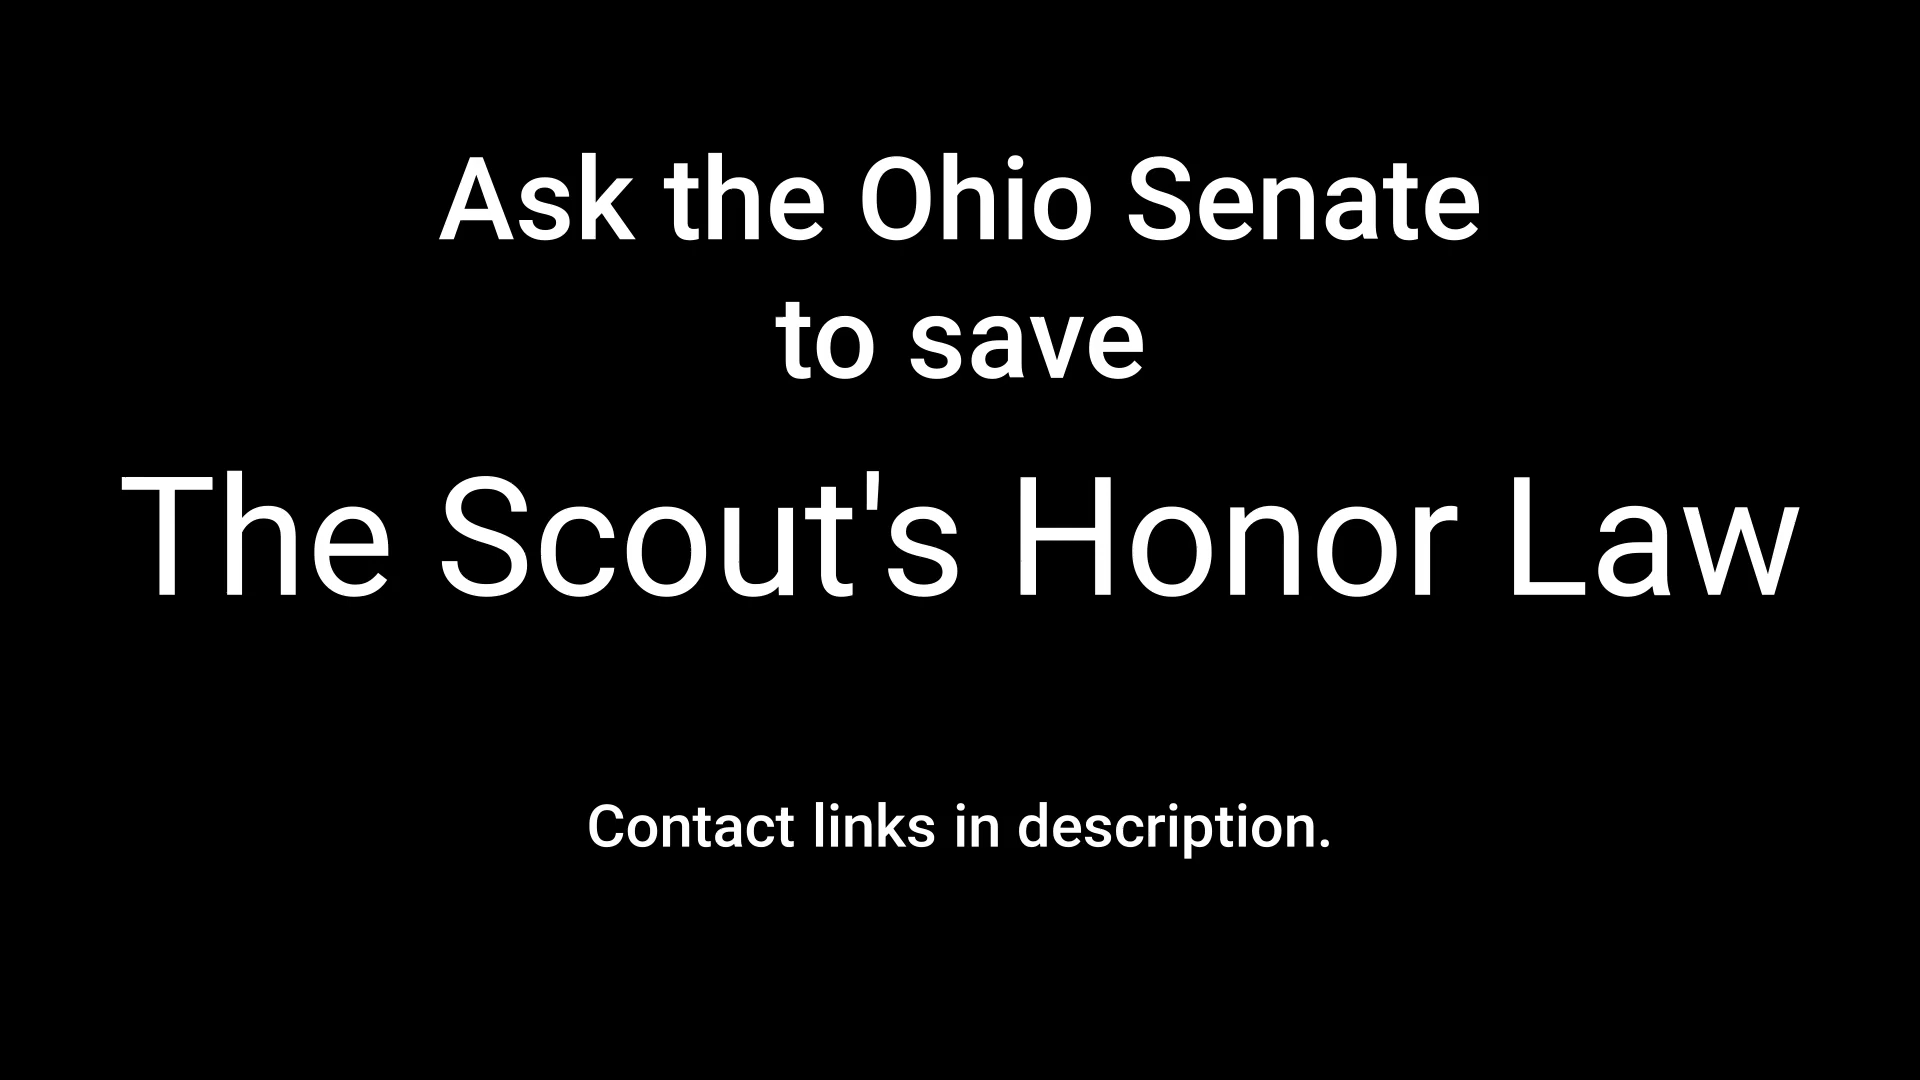 Ask the Ohio Senate
to save
The Scout's Honor Law
Contact links in description.